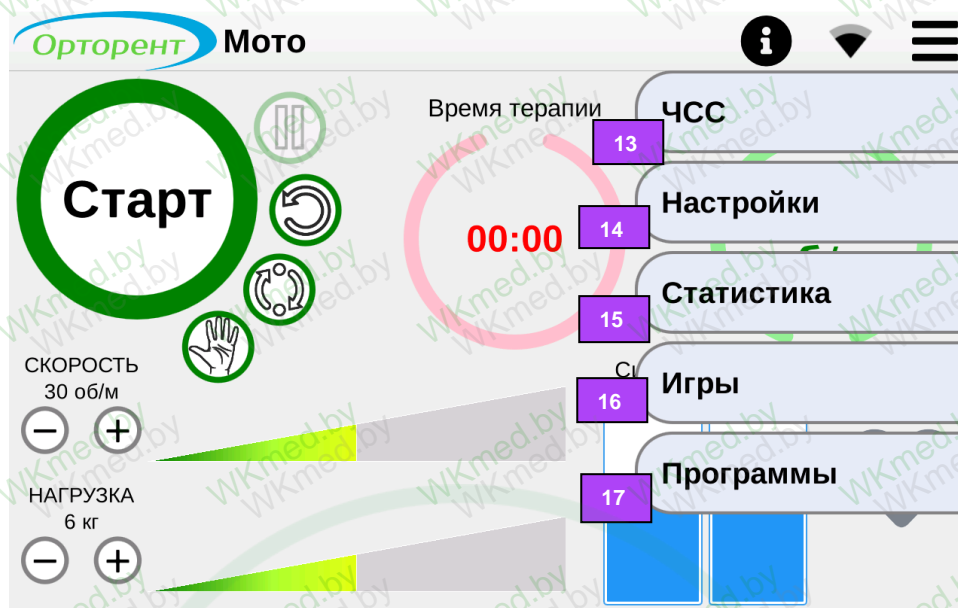 Орторент Мото
Старт
Время терапии
00:00
СКОРОСТЬ
30 об/м
НАГРУЗКА
6 кг
13 ЧСС
14 Настройки
15 Статистика
16 Игры
17 Программы
WKmed.by